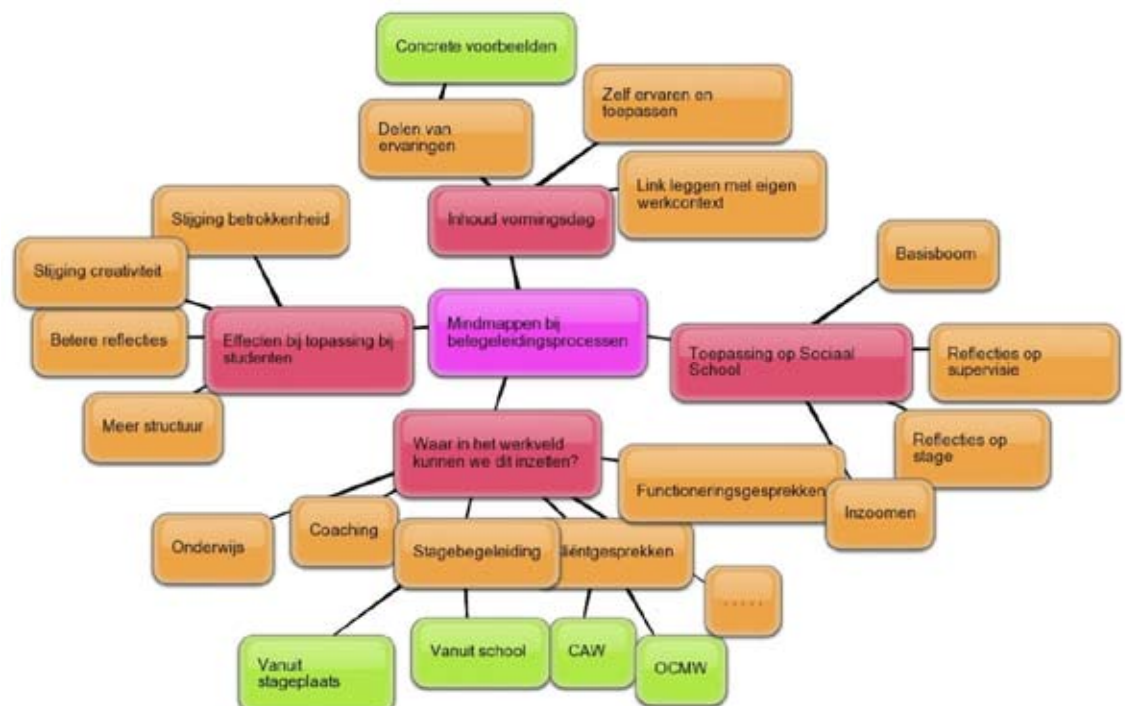 Concrete voorbeelden
Zelf ervaren en
toepassen
Delen van
ervaringen
Link leggen met eigen
werkcontext
Inhoud vormingsdag
Stijging betrokkenheid
Basisboom
Stijging creativiteit
Mindmappen bij
belegeleidingsprocessen
Betere reflecties
Effecten bij topassing bij
studenten
Toepassing op Sociaal
School
Reflecties op
supervisie
Meer structuur
Waar in het werkveld
kunnen we dit inzetten?
Reflecties op
stage
Functioneringsgesprekken
Inzoomen
Onderwijs
Coaching
Stagebegeleiding
liëntgesprekken
. . . . .
Vanuit
stageplaats
Vanuit school
CAW
OCMW